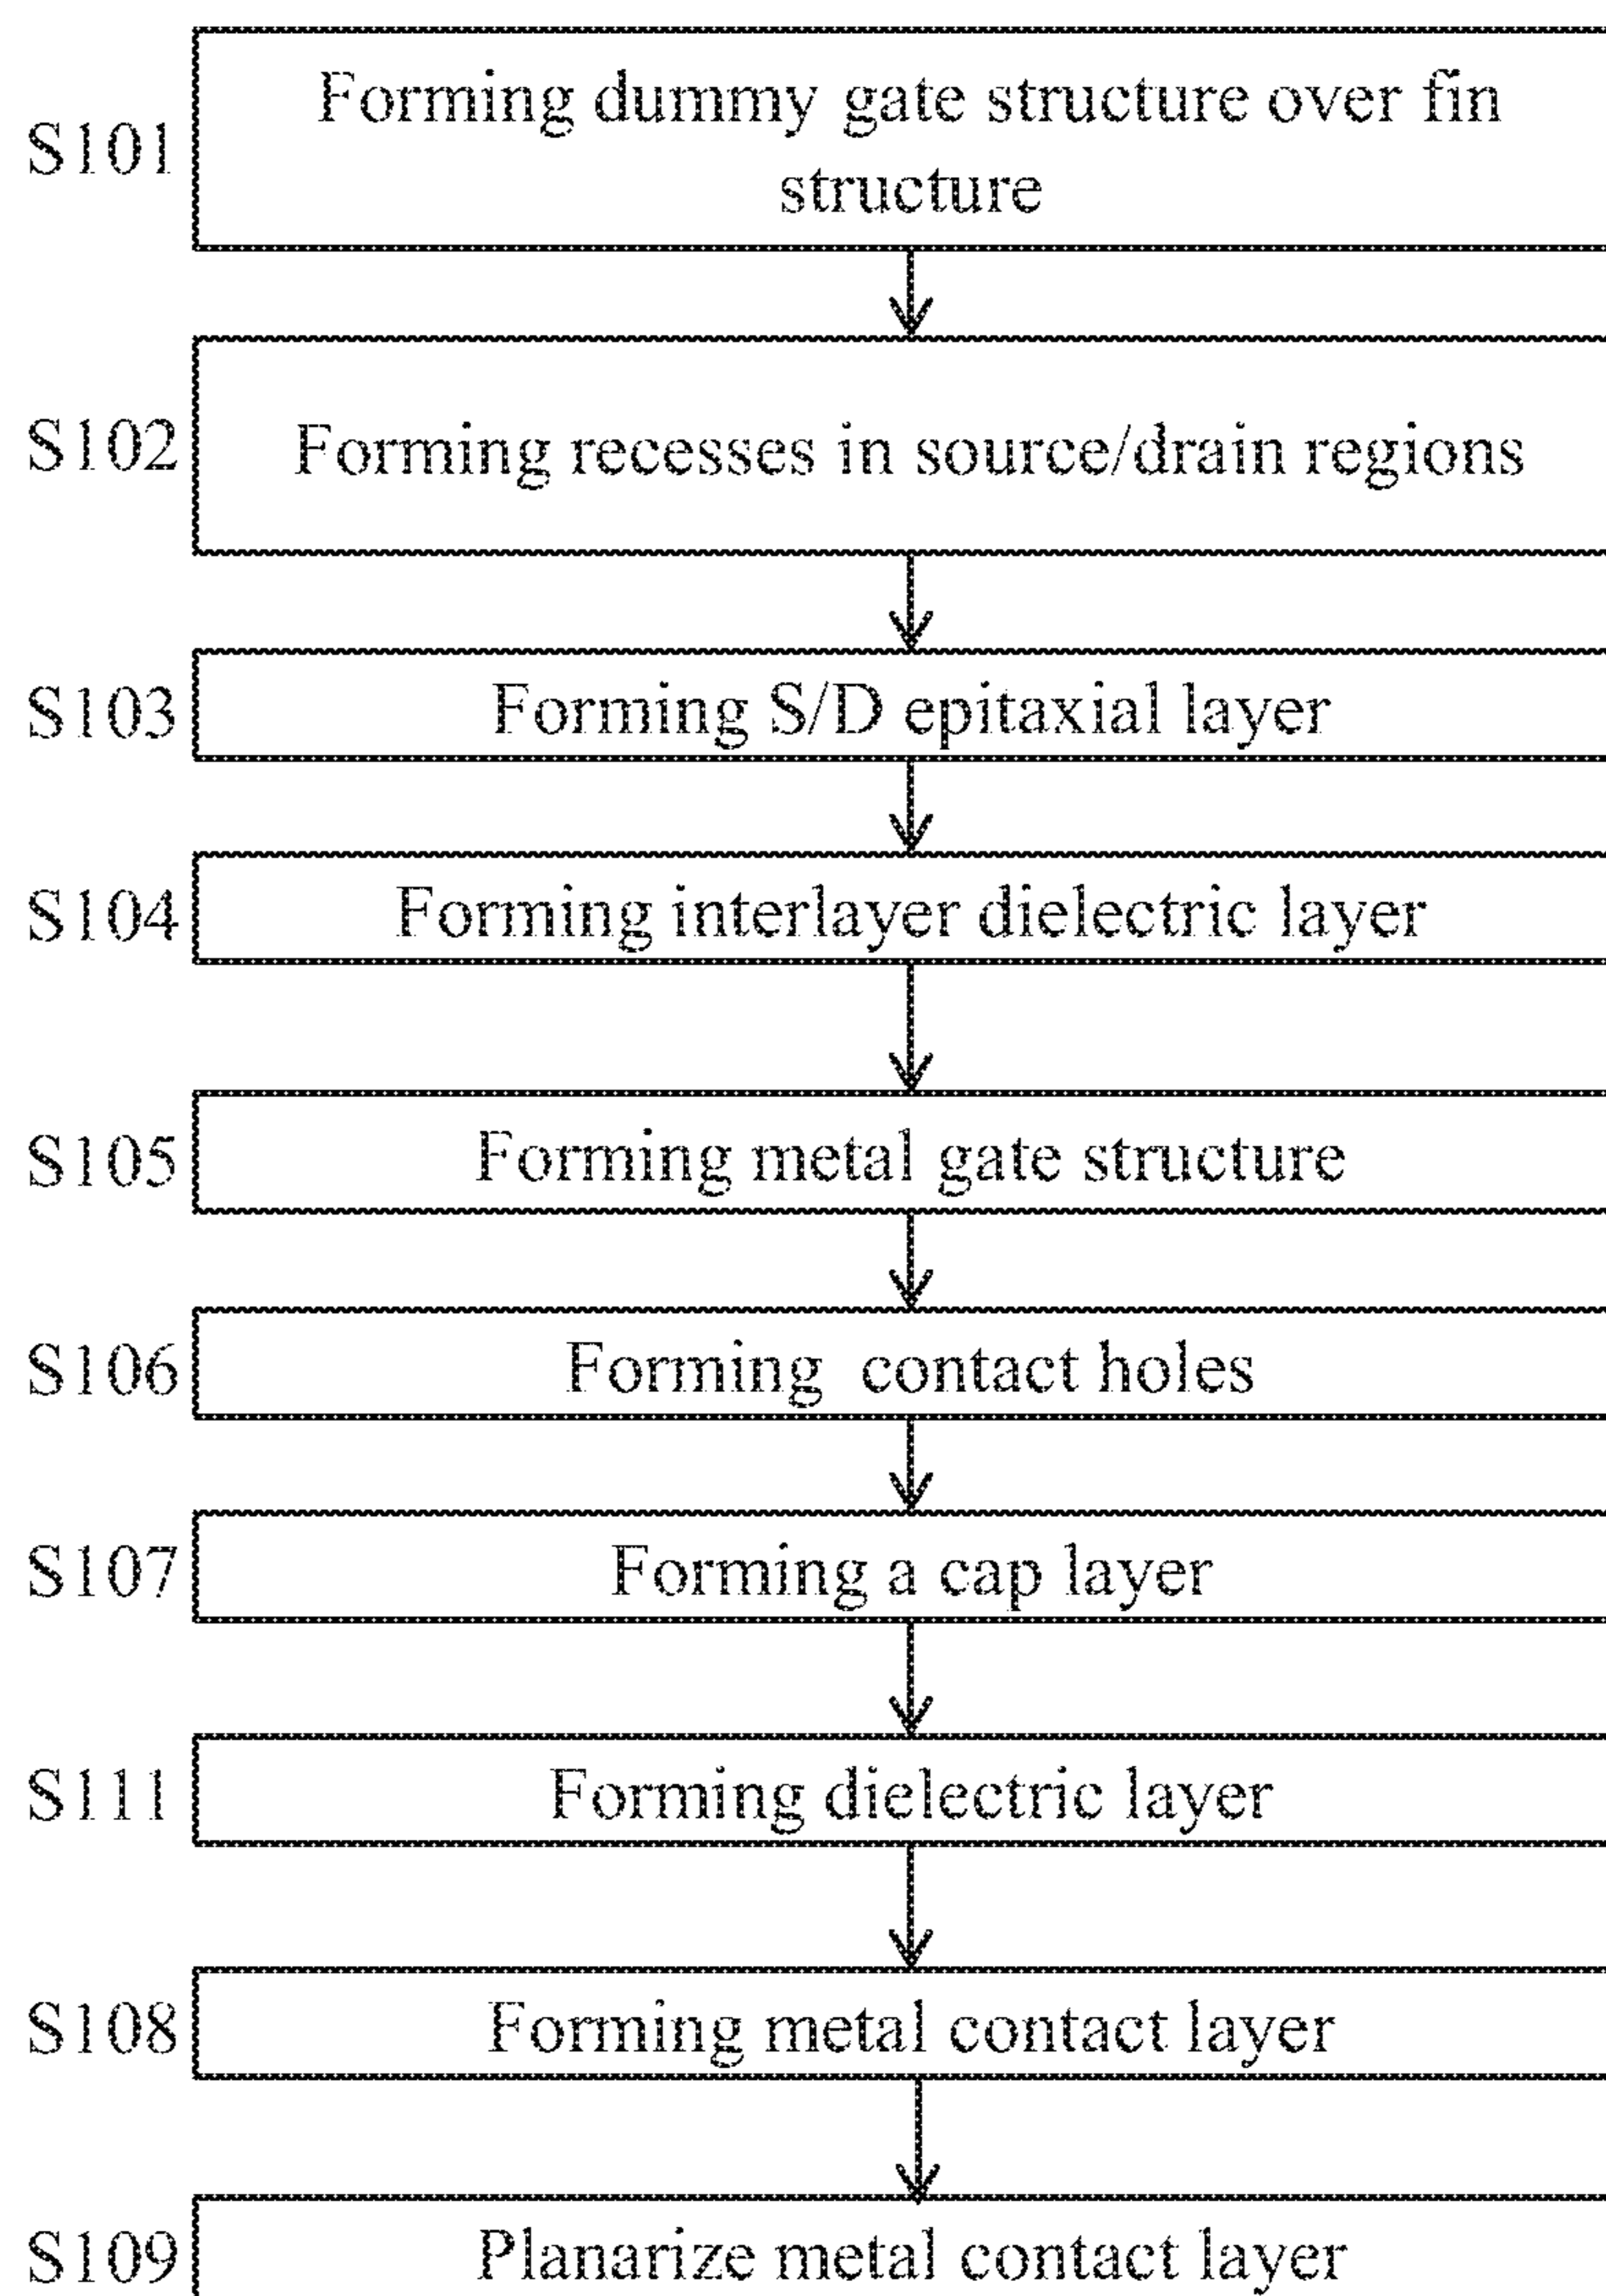 S101
Forming dummy gate structure over fin
structure
S102
Forming recesses in source/drain regions
S103
Forming S/D epitaxial layer
S104
Forming interlayer dielectric layer
S105
Forming metal gate structure
S106
Forming contact holes
S107
Forming a cap layer
S111
Forming dielectric layer
S108
Forming metal contact layer
S109
Planarize metal contact layer